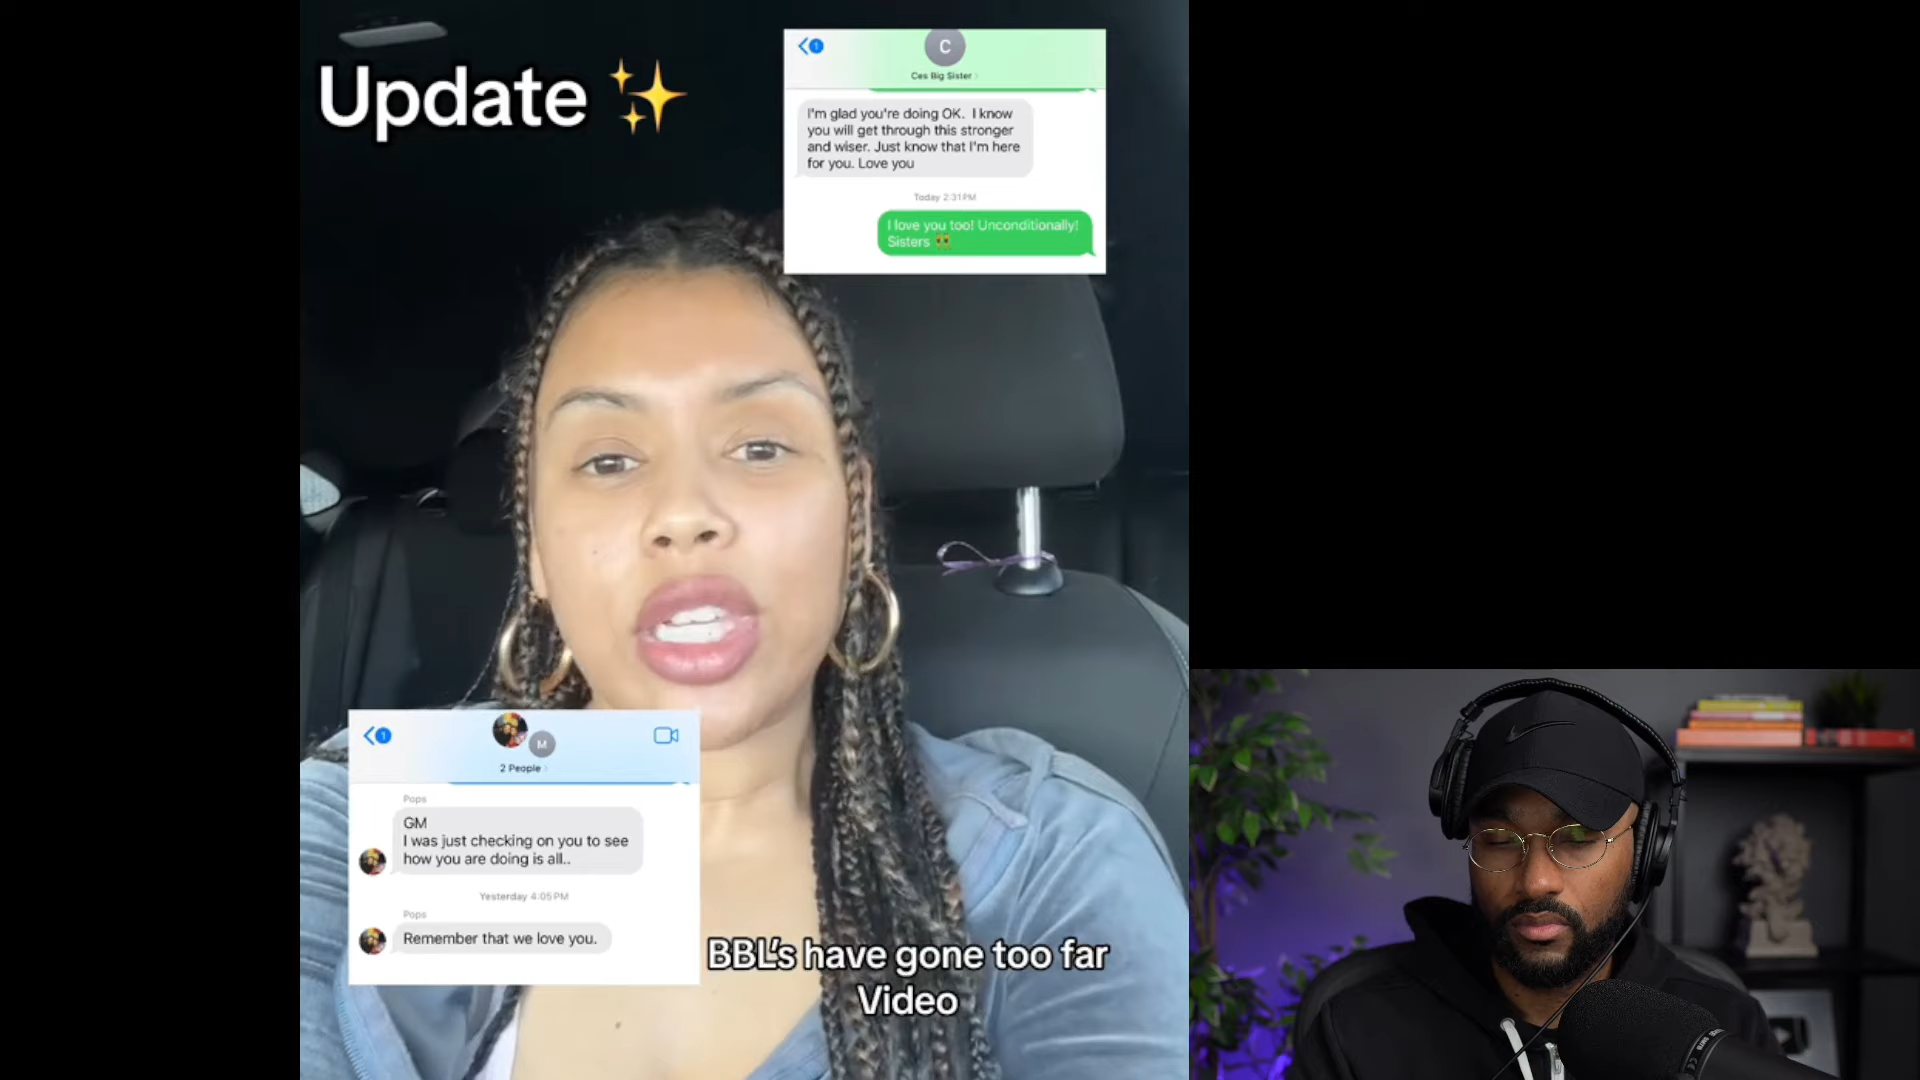 Update ✨
1
C
Ces Big Sister
I'm glad you're doing OK. I know
you will get through this stronger
and wiser. Just know that I'm here
for you. Love you
Today 2:31 PM
I love you too! Unconditionally!
Sisters 👯
1
M
2 People
Pops
GM
I was just checking on you to see
how you are doing is all..
Yesterday 4:05 PM
Pops
Remember that we love you.
BBL's have gone too far
Video